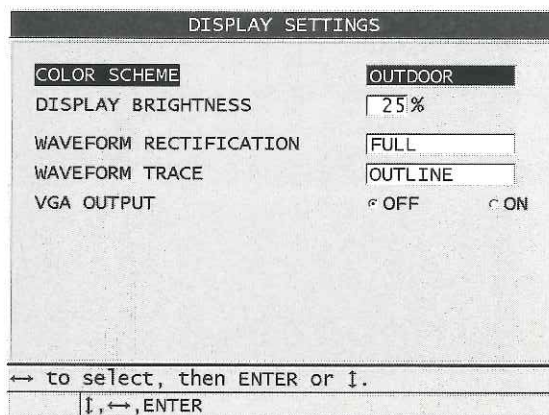 DISPLAY SETTINGS
COLOR SCHEME OUTDOOR
DISPLAY BRIGHTNESS 25 %
WAVEFORM RECTIFICATION FULL
WAVEFORM TRACE OUTLINE
VGA OUTPUT OFF ON
↔ to select, then ENTER or ↕.
↕,↔,ENTER